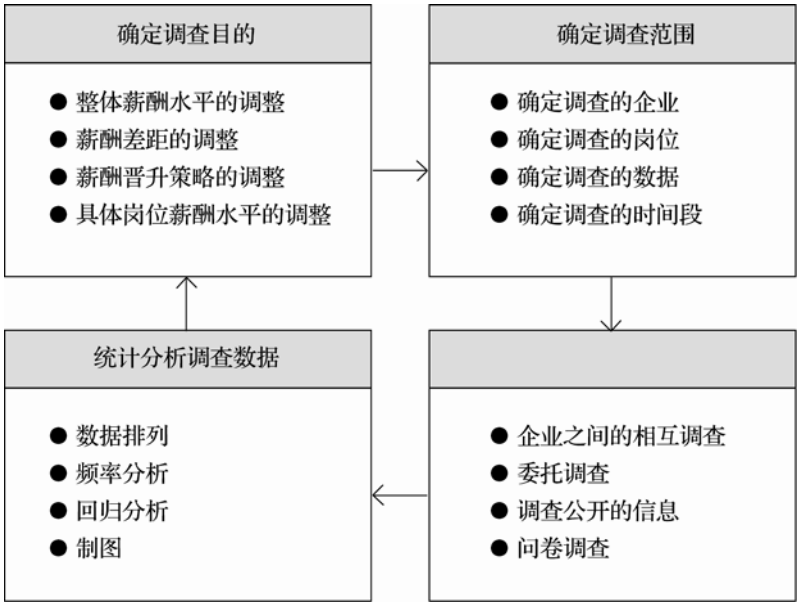 确定调查目的
● 整体薪酬水平的调整
● 薪酬差距的调整
● 薪酬晋升策略的调整
● 具体岗位薪酬水平的调整
确定调查范围
● 确定调查的企业
● 确定调查的岗位
● 确定调查的数据
● 确定调查的时间段
● 企业之间的相互调查
● 委托调查
● 调查公开的信息
● 问卷调查
统计分析调查数据
● 数据排列
● 频率分析
● 回归分析
● 制图